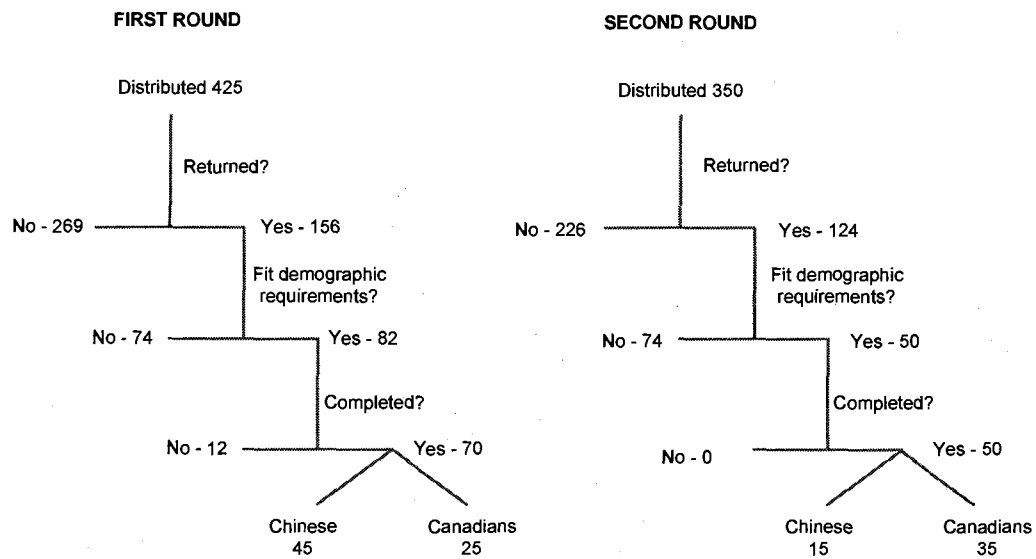 FIRST ROUND
Distributed 425
Returned?
No - 269
Yes - 156
Fit demographic
requirements?
No - 74
Yes - 82
Completed?
No - 12
Yes - 70
Chinese
45
Canadians
25
SECOND ROUND
Distributed 350
Returned?
No - 226
Yes - 124
Fit demographic
requirements?
No - 74
Yes - 50
Completed?
No - 0
Yes - 50
Chinese
15
Canadians
35